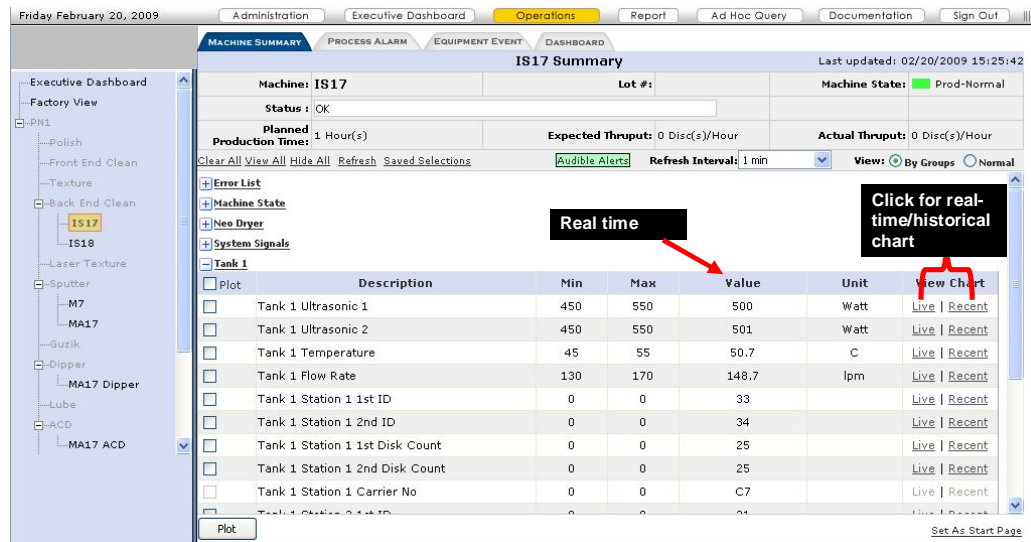 Friday February 20, 2009
Administration Executive Dashboard Operations Report Ad Hoc Query Documentation Sign Out
MACHINE SUMMARY PROCESS ALARM EQUIPMENT EVENT DASHBOARD
IS17 Summary Last updated: 02/20/2009 15:25:42
Executive Dashboard
Factory View
PN1
Polish
Front End Clean
Texture
Back End Clean
IS17
IS18
Laser Texture
Sputter
M7
MA17
Guzik
Dipper
MA17 Dipper
Lube
ACD
MA17 ACD
Machine: IS17 Lot #: Machine State: Prod-Normal
Status : OK
Planned Production Time: 1 Hour(s) Expected Thruput: 0 Disc(s)/Hour Actual Thruput: 0 Disc(s)/Hour
Clear All View All Hide All Refresh Saved Selections Audible Alerts Refresh Interval: 1 min View: By Groups Normal
Error List
Machine State
Neo Dryer
System Signals
Tank 1
Real time
Click for real-
time/historical
chart
Plot Description Min Max Value Unit View Chart
Tank 1 Ultrasonic 1 450 550 500 Watt Live | Recent
Tank 1 Ultrasonic 2 450 550 501 Watt Live | Recent
Tank 1 Temperature 45 55 50.7 C Live | Recent
Tank 1 Flow Rate 130 170 148.7 lpm Live | Recent
Tank 1 Station 1 1st ID 0 0 33 Live | Recent
Tank 1 Station 1 2nd ID 0 0 34 Live | Recent
Tank 1 Station 1 1st Disk Count 0 0 25 Live | Recent
Tank 1 Station 1 2nd Disk Count 0 0 25 Live | Recent
Tank 1 Station 1 Carrier No 0 0 C7 Live | Recent
Plot Set As Start Page